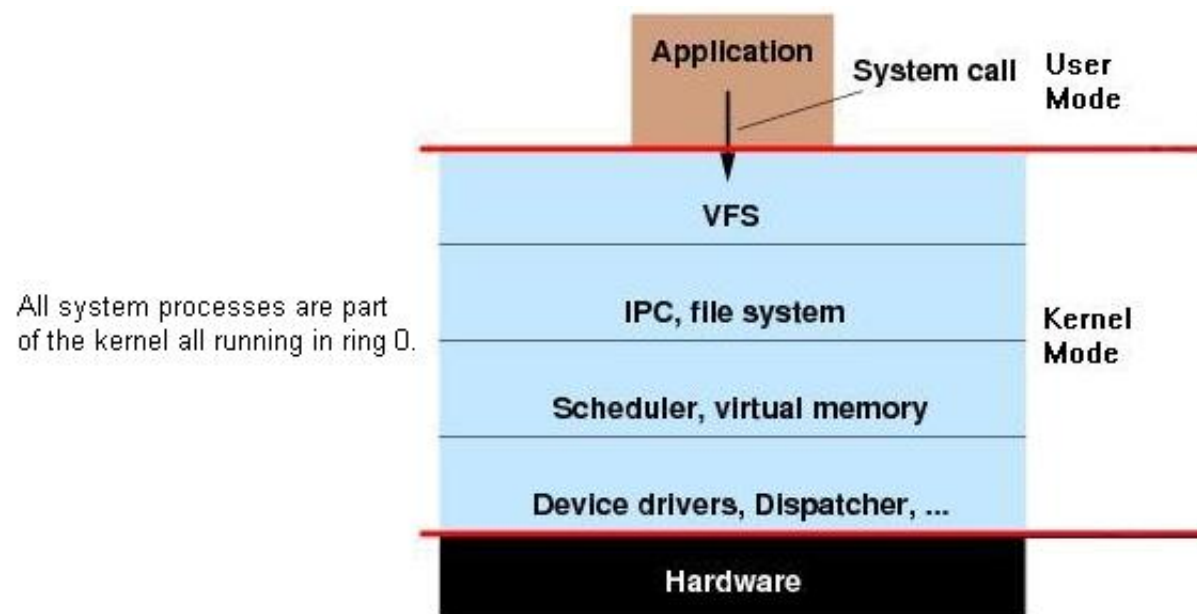 Application
System call
User
Mode
VFS
All system processes are part
of the kernel all running in ring 0.
IPC, file system
Kernel
Mode
Scheduler, virtual memory
Device drivers, Dispatcher, ...
Hardware